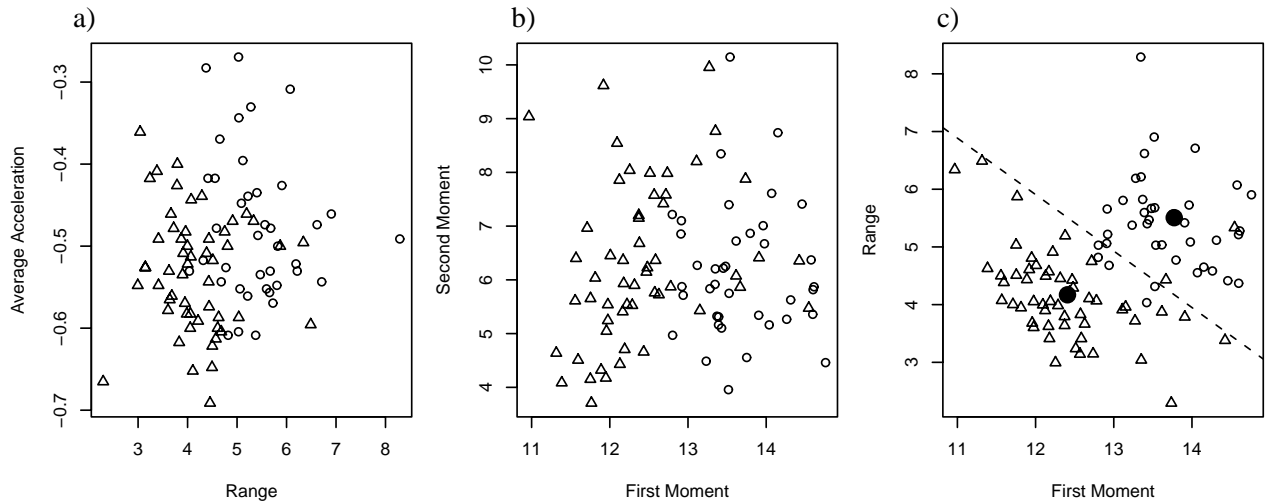 a)
−0.3
−0.4
−0.5
−0.6
−0.7
Average Acceleration
3 4 5 6 7 8
Range
b)
10
9
8
7
6
5
4
Second Moment
11 12 13 14
First Moment
c)
8
7
6
5
4
3
Range
11 12 13 14
First Moment